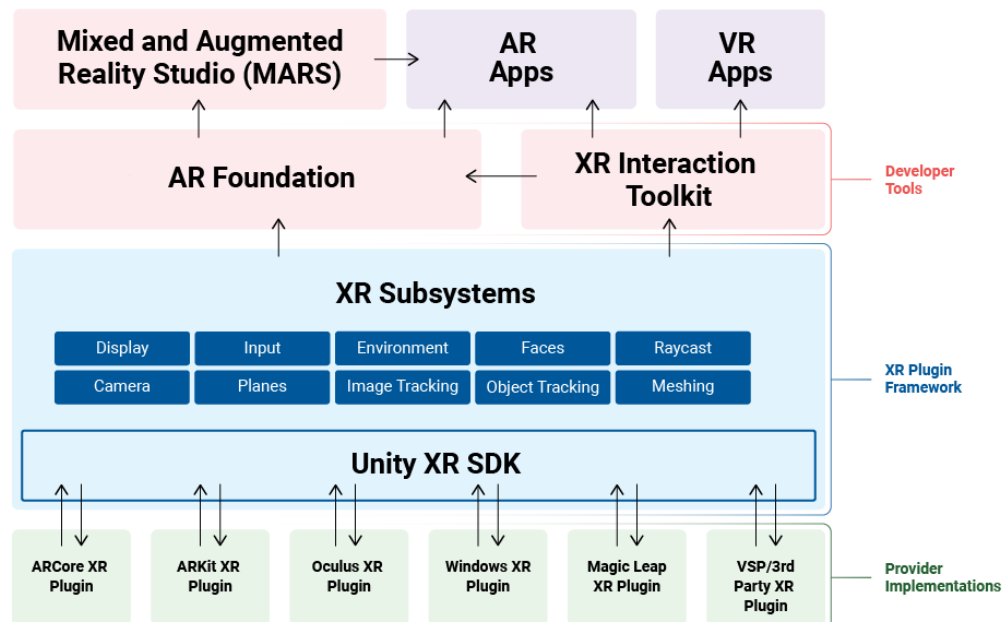 Mixed and Augmented
Reality Studio (MARS)
AR
Apps
VR
Apps
AR Foundation
XR Interaction
Toolkit
Developer
Tools
XR Subsystems
Display
Input
Environment
Faces
Raycast
Camera
Planes
Image Tracking
Object Tracking
Meshing
XR Plugin
Framework
Unity XR SDK
ARCore XR
Plugin
ARKit XR
Plugin
Oculus XR
Plugin
Windows XR
Plugin
Magic Leap
XR Plugin
VSP/3rd
Party XR
Plugin
Provider
Implementations